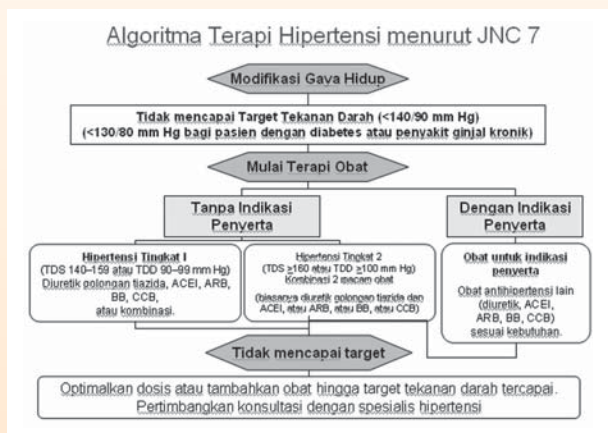 Algoritma Terapi Hipertensi menurut JNC 7
Modifikasi Gaya Hidup
Tidak mencapai Target Tekanan Darah (<140/90 mm Hg)
(<130/80 mm Hg bagi pasien dengan diabetes atau penyakit ginjal kronik)
Mulai Terapi Obat
Tanpa Indikasi
Penyerta
Dengan Indikasi
Penyerta
Hipertensi Tingkat I
(TDS 140–159 atau TDD 90–99 mm Hg)
Diuretik golongan tiazida, ACEI, ARB,
BB, CCB,
atau kombinasi.
Hipertensi Tingkat 2
(TDS ≥160 atau TDD ≥100 mm Hg)
Kombinasi 2 macam obat
(biasanya diuretik golongan tiazida dan
ACEI, atau ARB, atau BB, atau CCB)
Obat untuk indikasi
penyerta
Obat antihipertensi lain
(diuretik, ACEI,
ARB, BB, CCB)
sesuai kebutuhan.
Tidak mencapai target
Optimalkan dosis atau tambahkan obat hingga target tekanan darah tercapai.
Pertimbangkan konsultasi dengan spesialis hipertensi